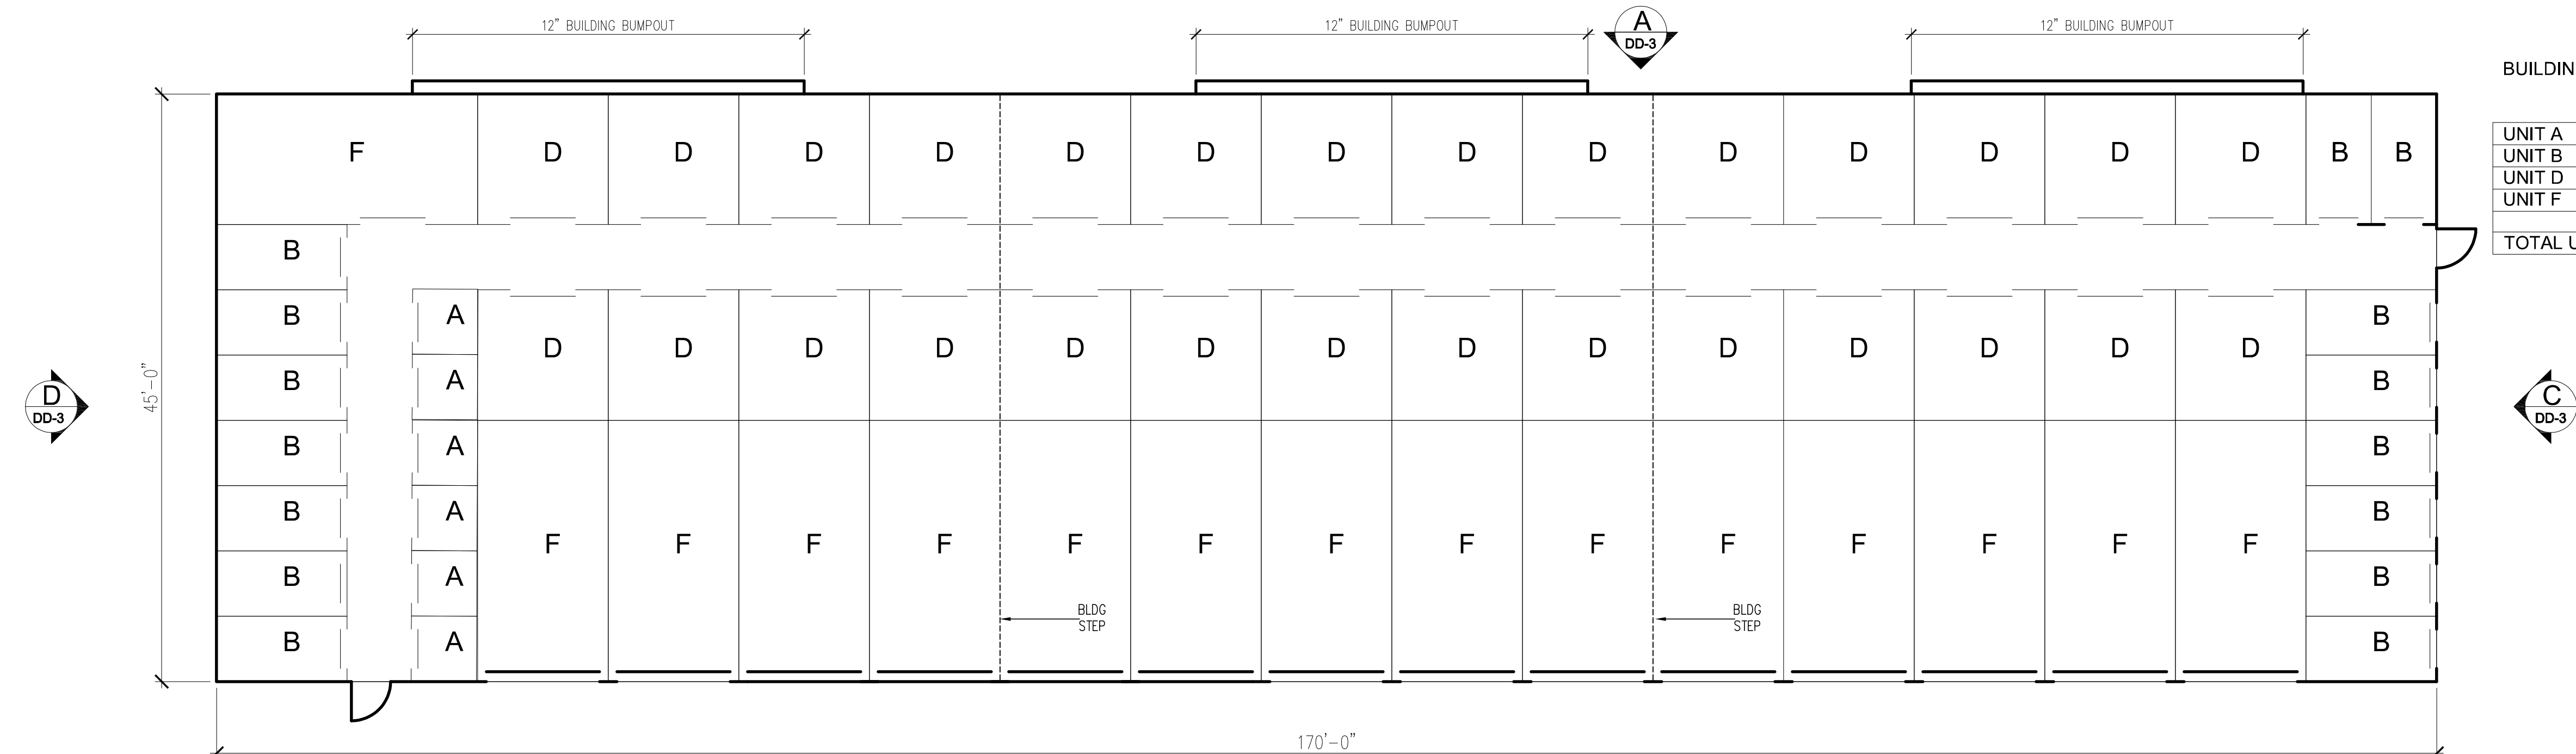 12” BUILDING BUMPOUT
12” BUILDING BUMPOUT
12” BUILDING BUMPOUT
A
DD-3
BUILDIN
UNIT A
UNIT B
UNIT D
UNIT F
TOTAL U
F D D D D D D D D D D D D D D B B
B
B A D D D D D D D D D D D D D D B
B A B
45'-0”
D
DD-3
C
DD-3
B A B
B A F F F F F F F F F F F F F F B
B A B
BLDG
STEP
BLDG
STEP
B A B
170'-0”